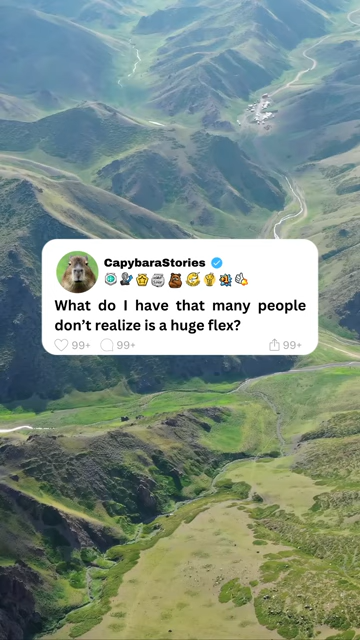 CapybaraStories
What do I have that many people
don't realize is a huge flex?
99+ 99+ 99+